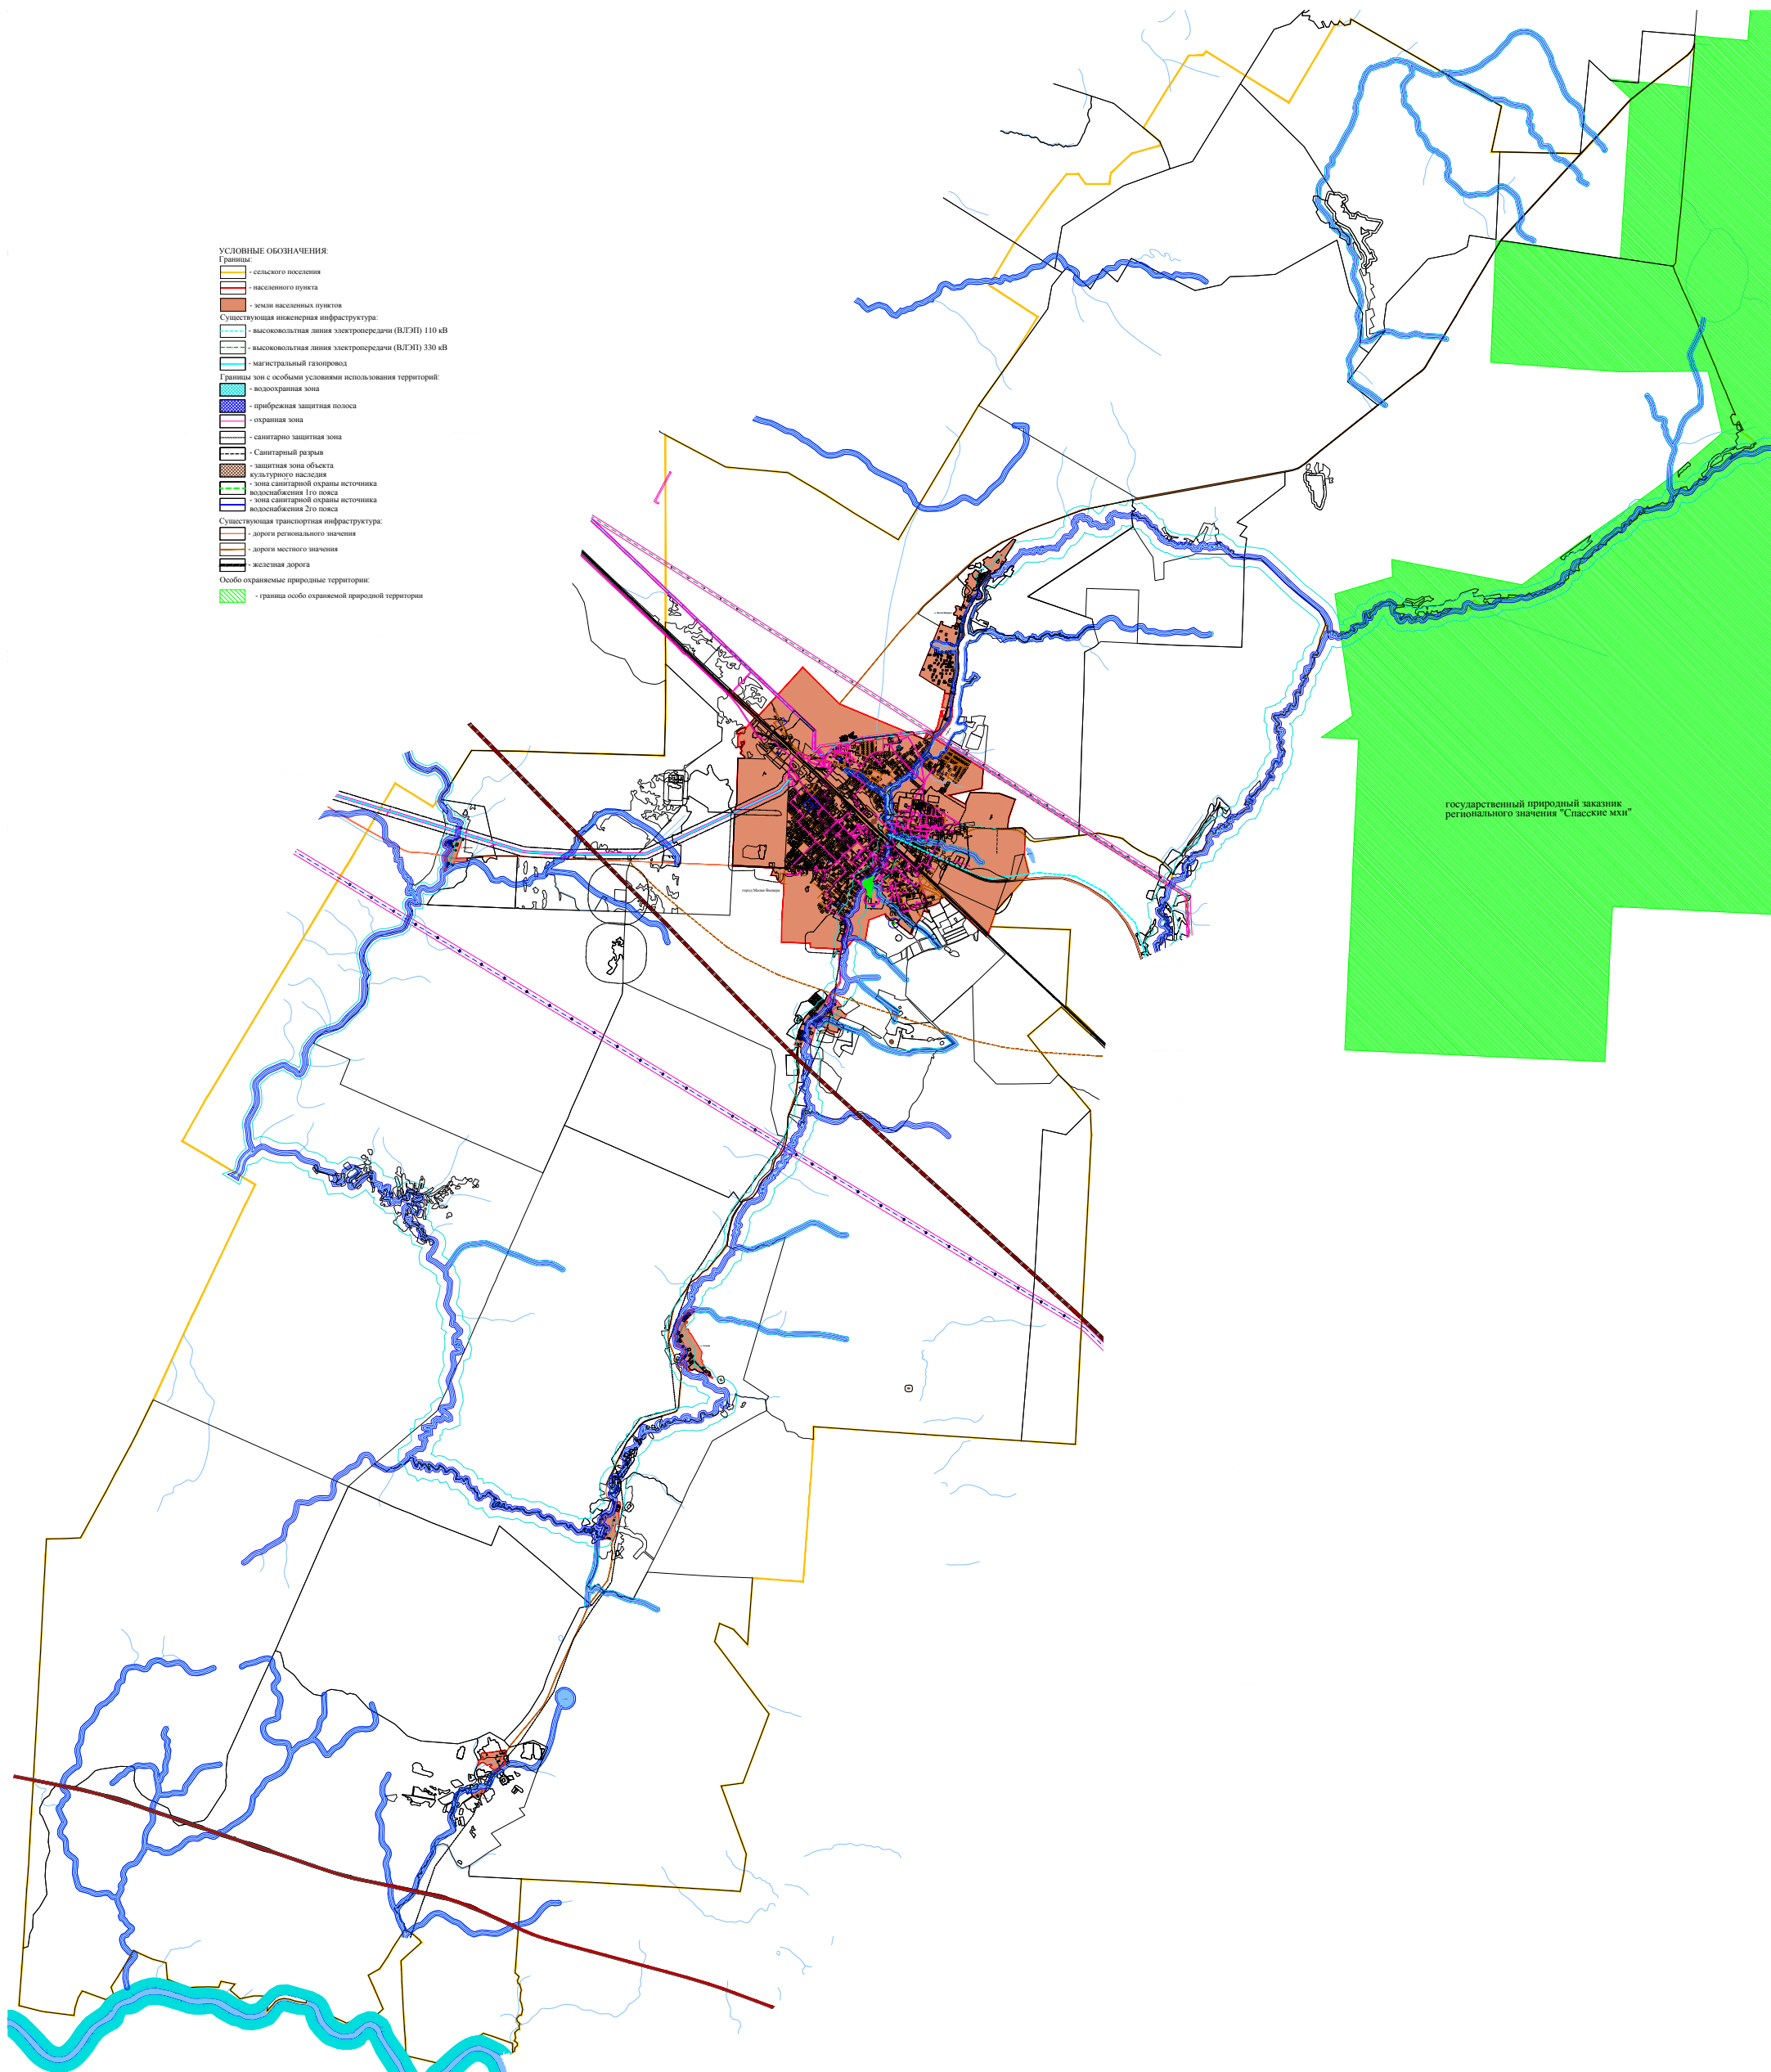 УСЛОВНЫЕ ОБОЗНАЧЕНИЯ:
Границы:
- сельского поселения
- населенного пункта
- земли населенных пунктов
Существующая инженерная инфраструктура:
- высоковольтная линия электропередачи (ВЛЭП) 110 кВ
- высоковольтная линия электропередачи (ВЛЭП) 330 кВ
- магистральный газопровод
Границы зон с особыми условиями использования территорий:
- водоохранная зона
- прибрежная защитная полоса
- охранная зона
- санитарно защитная зона
- Санитарный разрыв
- защитная зона объекта
культурного наследия
- зона санитарной охраны источника
водоснабжения 1го пояса
- зона санитарной охраны источника
водоснабжения 2го пояса
Существующая транспортная инфраструктура:
- дороги регионального значения
- дороги местного значения
- железная дорога
Особо охраняемые природные территории:
- граница особо охраняемой природной территории
государственный природный заказник
регионального значения "Спасские мхи"
город Малая Вишера